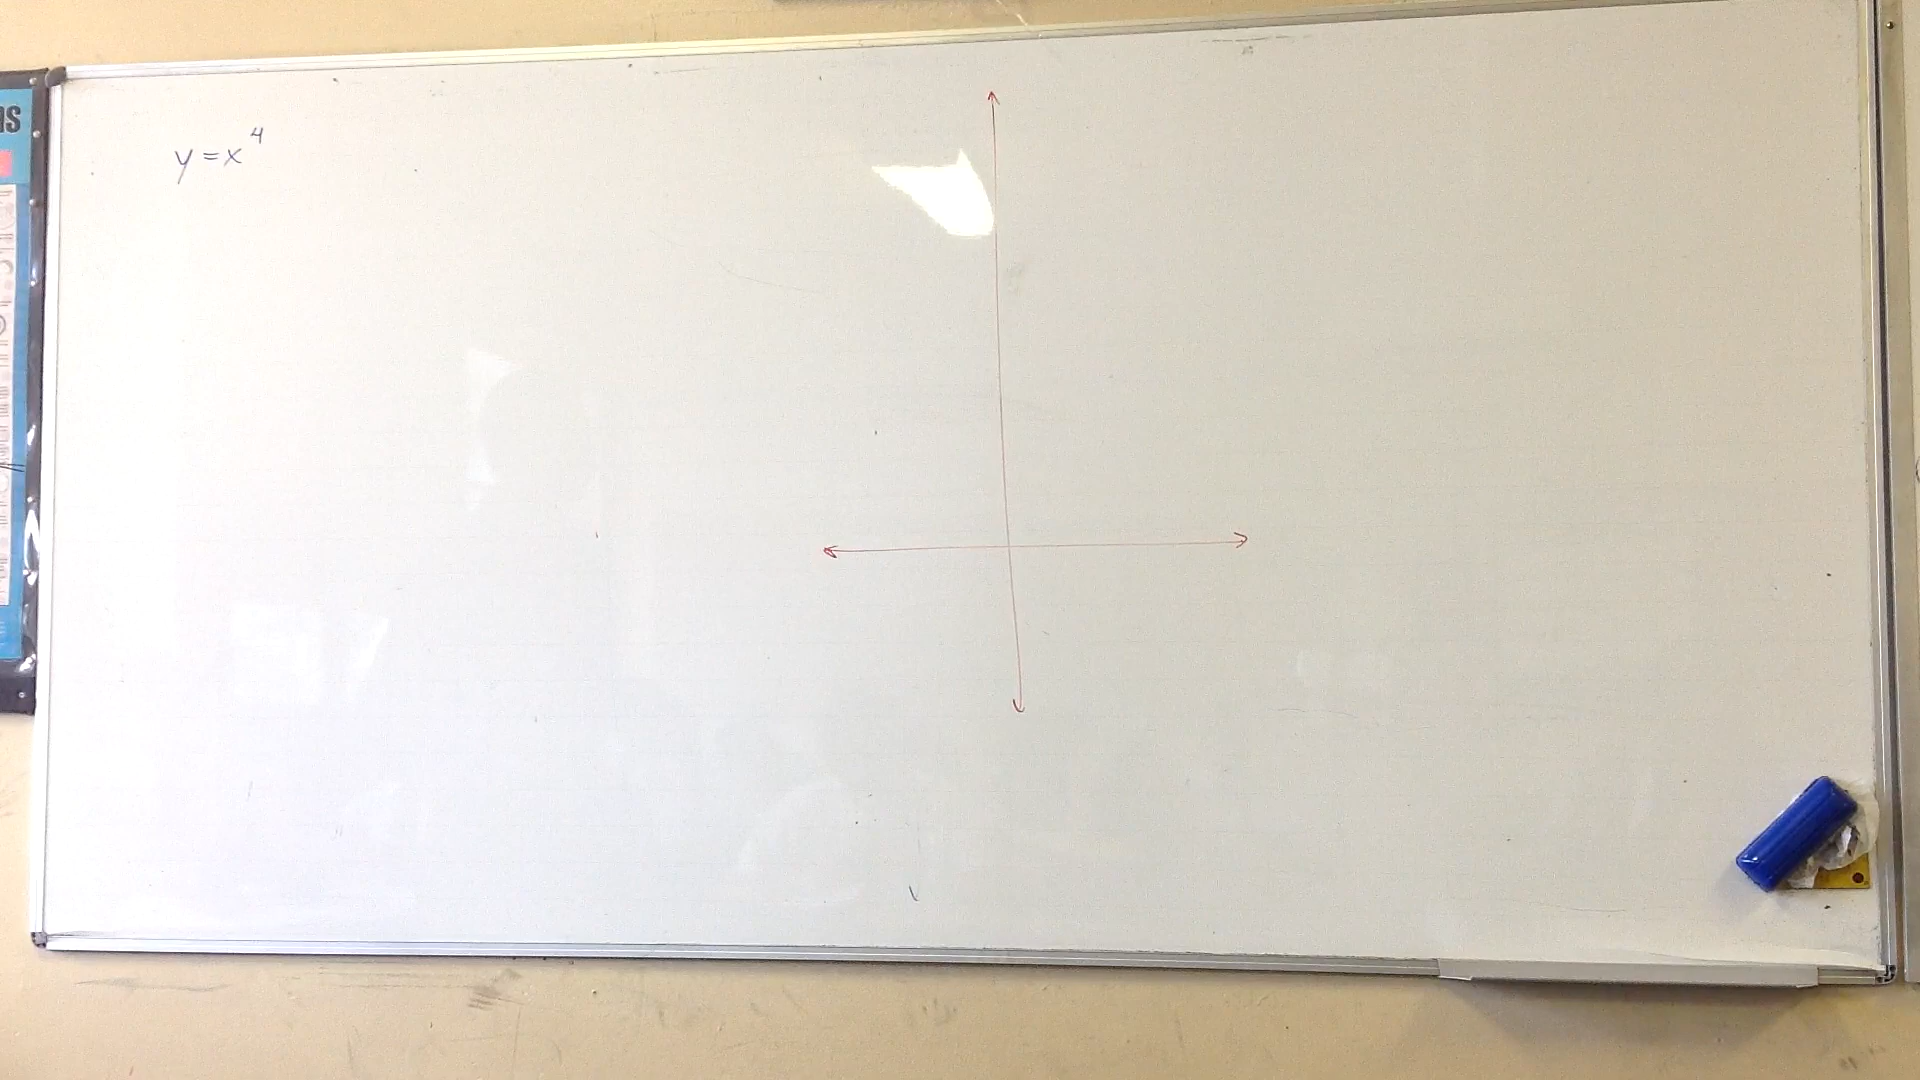 y = x⁴